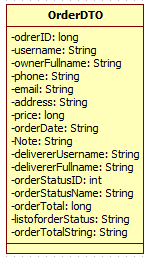 OrderDTO
-odrerID: long
-username: String
-ownerFullname: String
-phone: String
-email: String
-address: String
-price: long
-orderDate: String
-Note: String
-delivererUsername: String
-delivererFullname: String
-orderStatusID: int
-orderStatusName: String
-orderTotal: long
-listoforderStatus: String
-orderTotalString: String